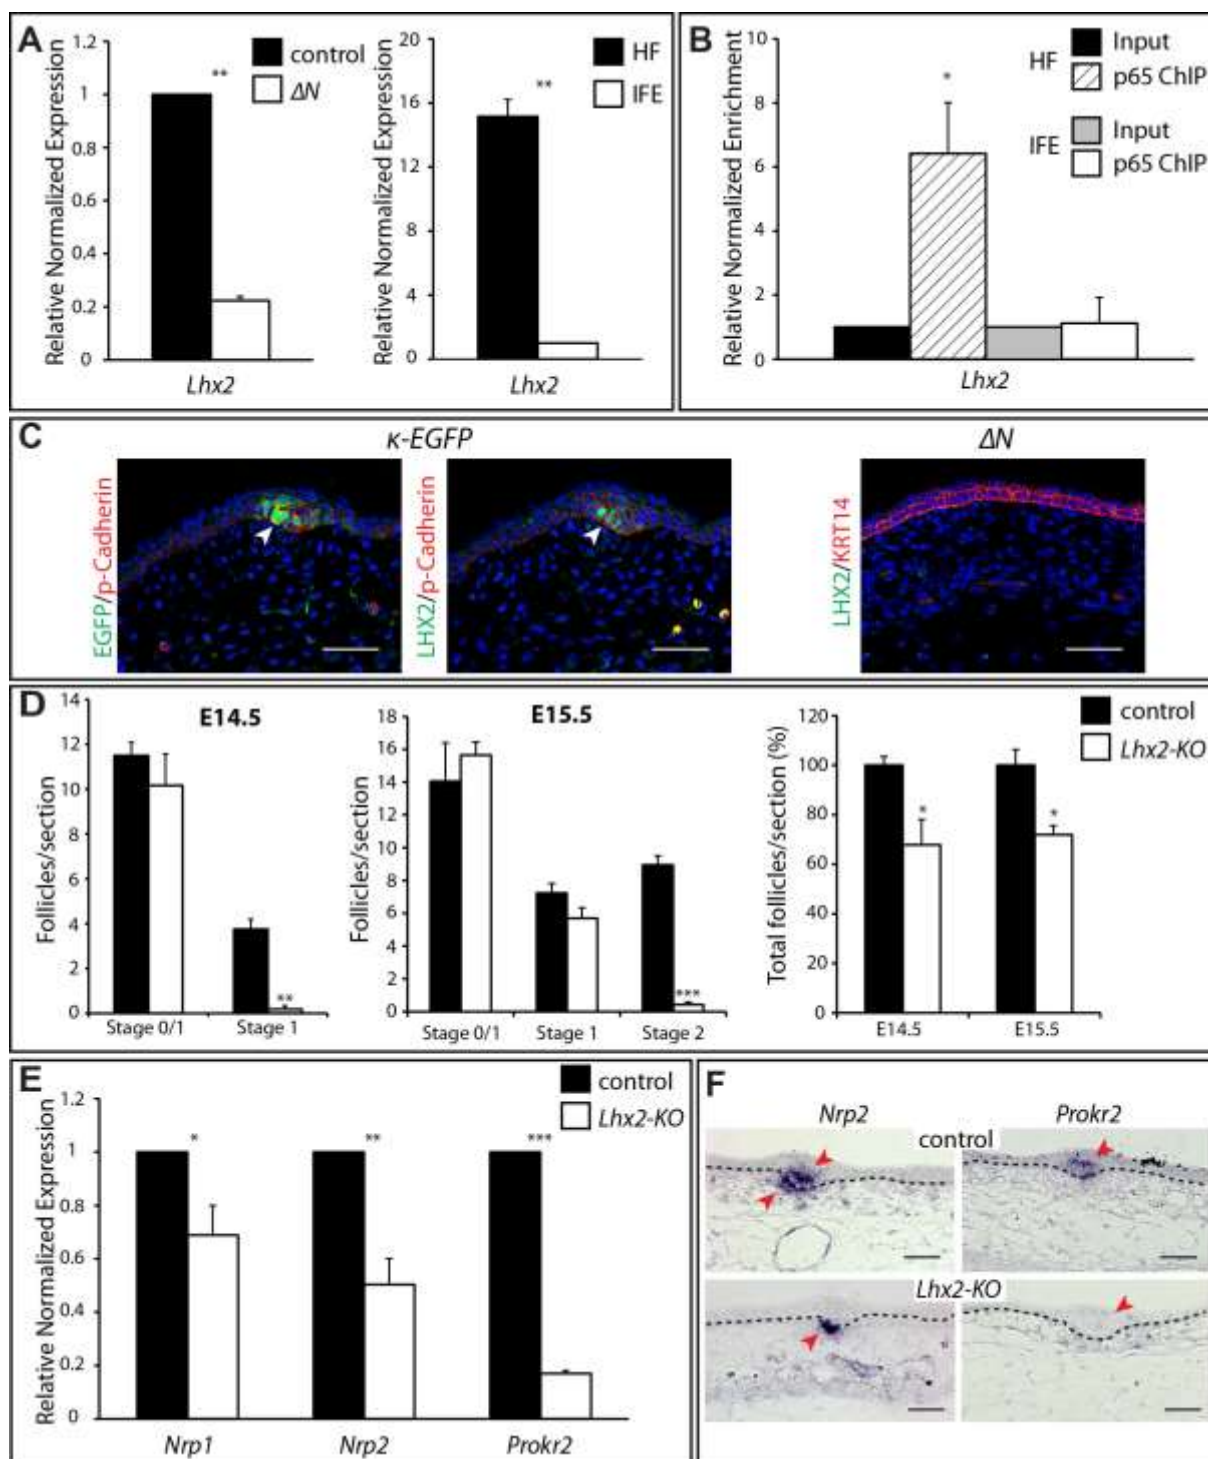 A
Relative Normalized Expression
1.2
1
0.8
0.6
0.4
0.2
0
**
control
ΔN
Lhx2
Relative Normalized Expression
20
16
12
8
4
0
**
HF
IFE
Lhx2
B
Relative Normalized Enrichment
10
8
6
4
2
0
*
HF
Input
p65 ChIP
IFE
Input
p65 ChIP
Lhx2
C
κ-EGFP
ΔN
EGFP/p-Cadherin
LHX2/p-Cadherin
LHX2/KRT14
D
E14.5
Follicles/section
14
12
10
8
6
4
2
0
**
Stage 0/1 Stage 1
E15.5
Follicles/section
18
16
14
12
10
8
6
4
2
0
***
Stage 0/1 Stage 1 Stage 2
Total follicles/section (%)
120
100
80
60
40
20
0
* *
E14.5 E15.5
control
Lhx2-KO
E
Relative Normalized Expression
1.2
1
0.8
0.6
0.4
0.2
0
* ** ***
control
Lhx2-KO
Nrp1 Nrp2 Prokr2
F
Nrp2 Prokr2
control
Lhx2-KO